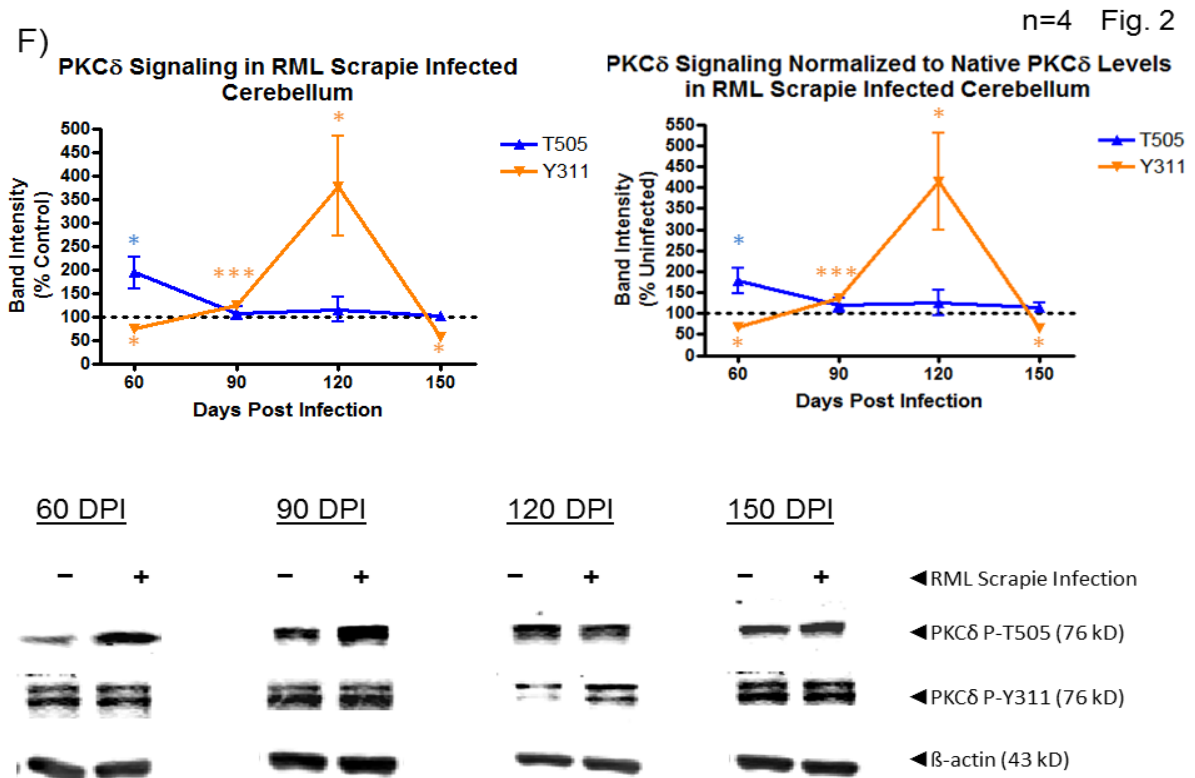 n=4 Fig. 2
F)
PKCδ Signaling in RML Scrapie Infected
Cerebellum
500
450
400
350
300
250
200
150
100
50
0
Band Intensity
(% Control)
*
*
***
*
*
T505
Y311
60 90 120 150
Days Post Infection
PKCδ Signaling Normalized to Native PKCδ Levels
in RML Scrapie Infected Cerebellum
550
500
450
400
350
300
250
200
150
100
50
0
Band Intensity
(% Uninfected)
*
*
***
*
*
T505
Y311
60 90 120 150
Days Post Infection
60 DPI 90 DPI 120 DPI 150 DPI
– + – + – + – + ◄RML Scrapie Infection
◄PKCδ P-T505 (76 kD)
◄PKCδ P-Y311 (76 kD)
◄ß-actin (43 kD)